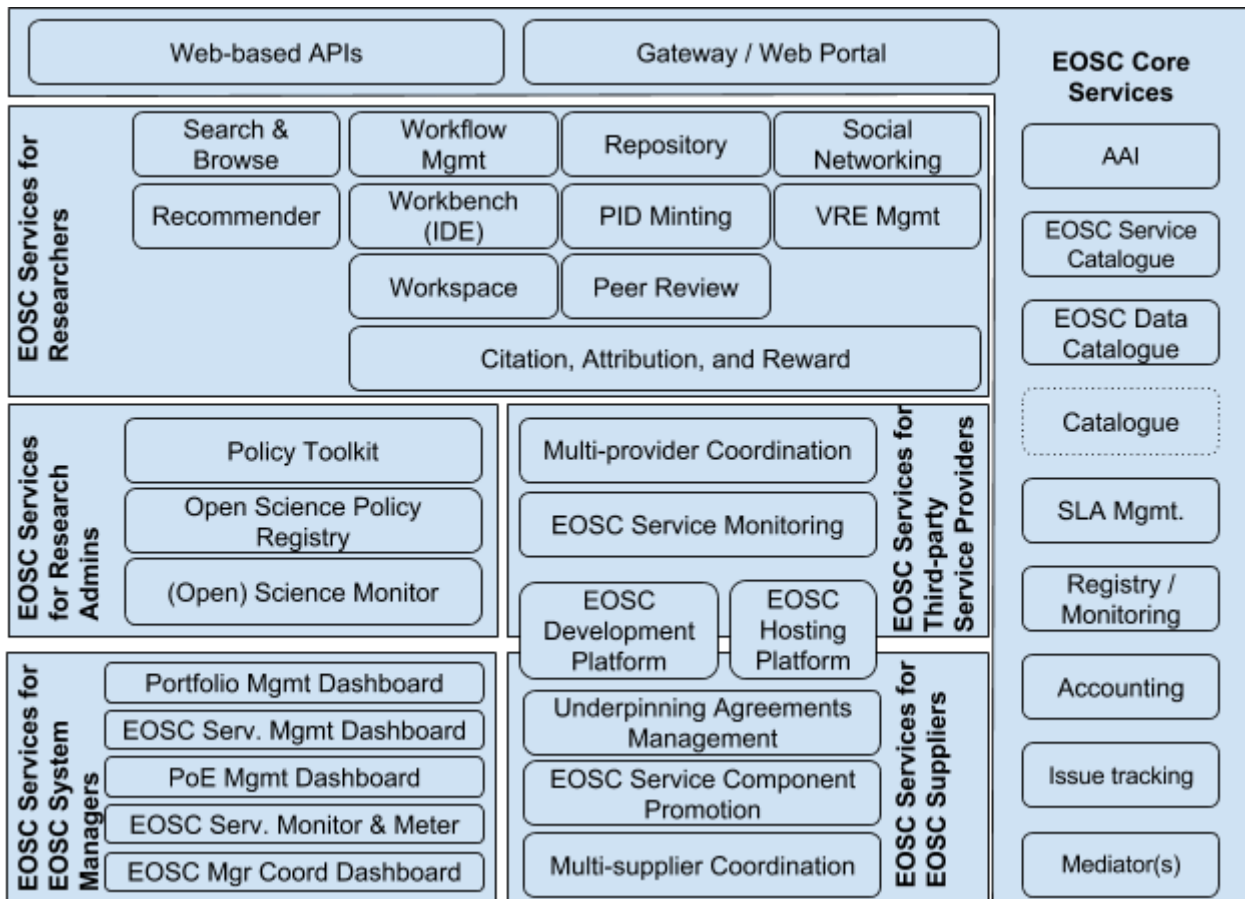 Web-based APIs
Gateway / Web Portal
EOSC Services for
Researchers
Search &
Browse
Workflow
Mgmt
Repository
Social
Networking
Recommender
Workbench
(IDE)
PID Minting
VRE Mgmt
Workspace
Peer Review
Citation, Attribution, and Reward
EOSC Services
for Research
Admins
Policy Toolkit
Open Science Policy
Registry
(Open) Science Monitor
Multi-provider Coordination
EOSC Service Monitoring
EOSC
Development
Platform
EOSC
Hosting
Platform
EOSC Services for
Third-party
Service Providers
EOSC Services for
EOSC System
Managers
Portfolio Mgmt Dashboard
EOSC Serv. Mgmt Dashboard
PoE Mgmt Dashboard
EOSC Serv. Monitor & Meter
EOSC Mgr Coord Dashboard
Underpinning Agreements
Management
EOSC Service Component
Promotion
Multi-supplier Coordination
EOSC Services for
EOSC Suppliers
EOSC Core
Services
AAI
EOSC Service
Catalogue
EOSC Data
Catalogue
Catalogue
SLA Mgmt.
Registry /
Monitoring
Accounting
Issue tracking
Mediator(s)